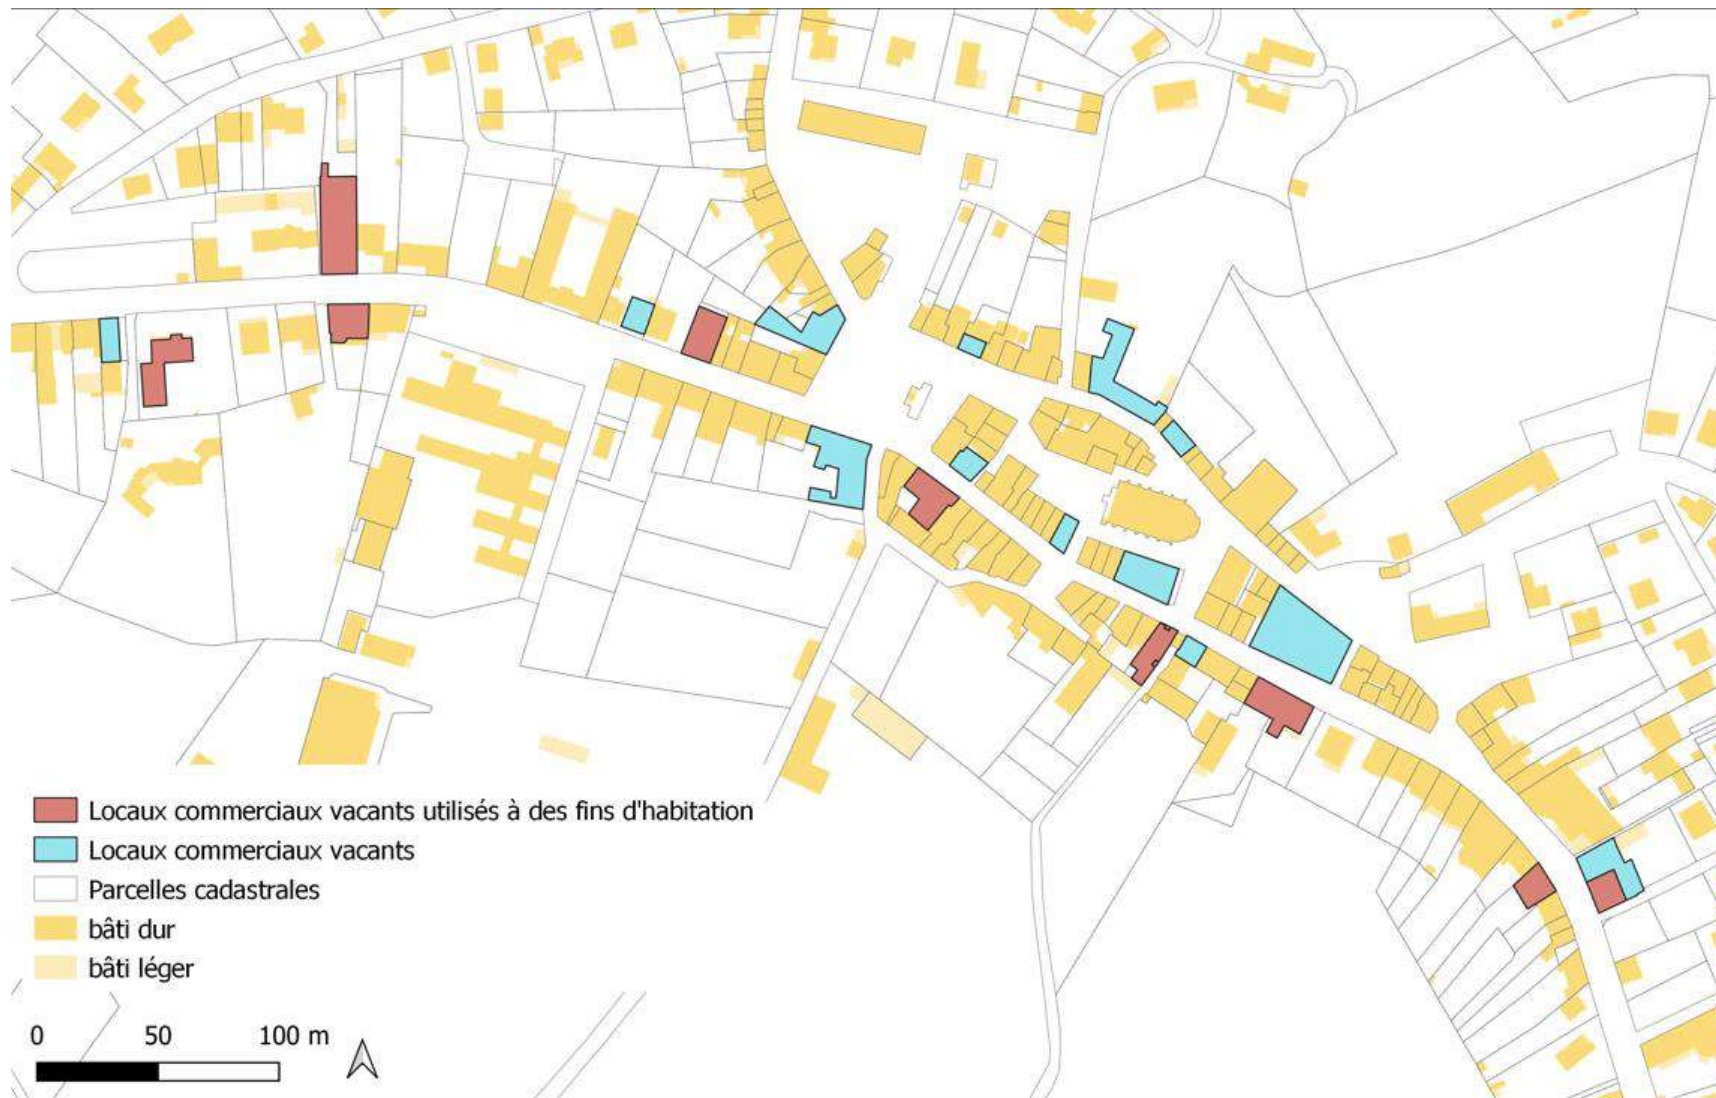 Locaux commerciaux vacants utilisés à des fins d'habitation
Locaux commerciaux vacants
Parcelles cadastrales
bâti dur
bâti léger
0 50 100 m